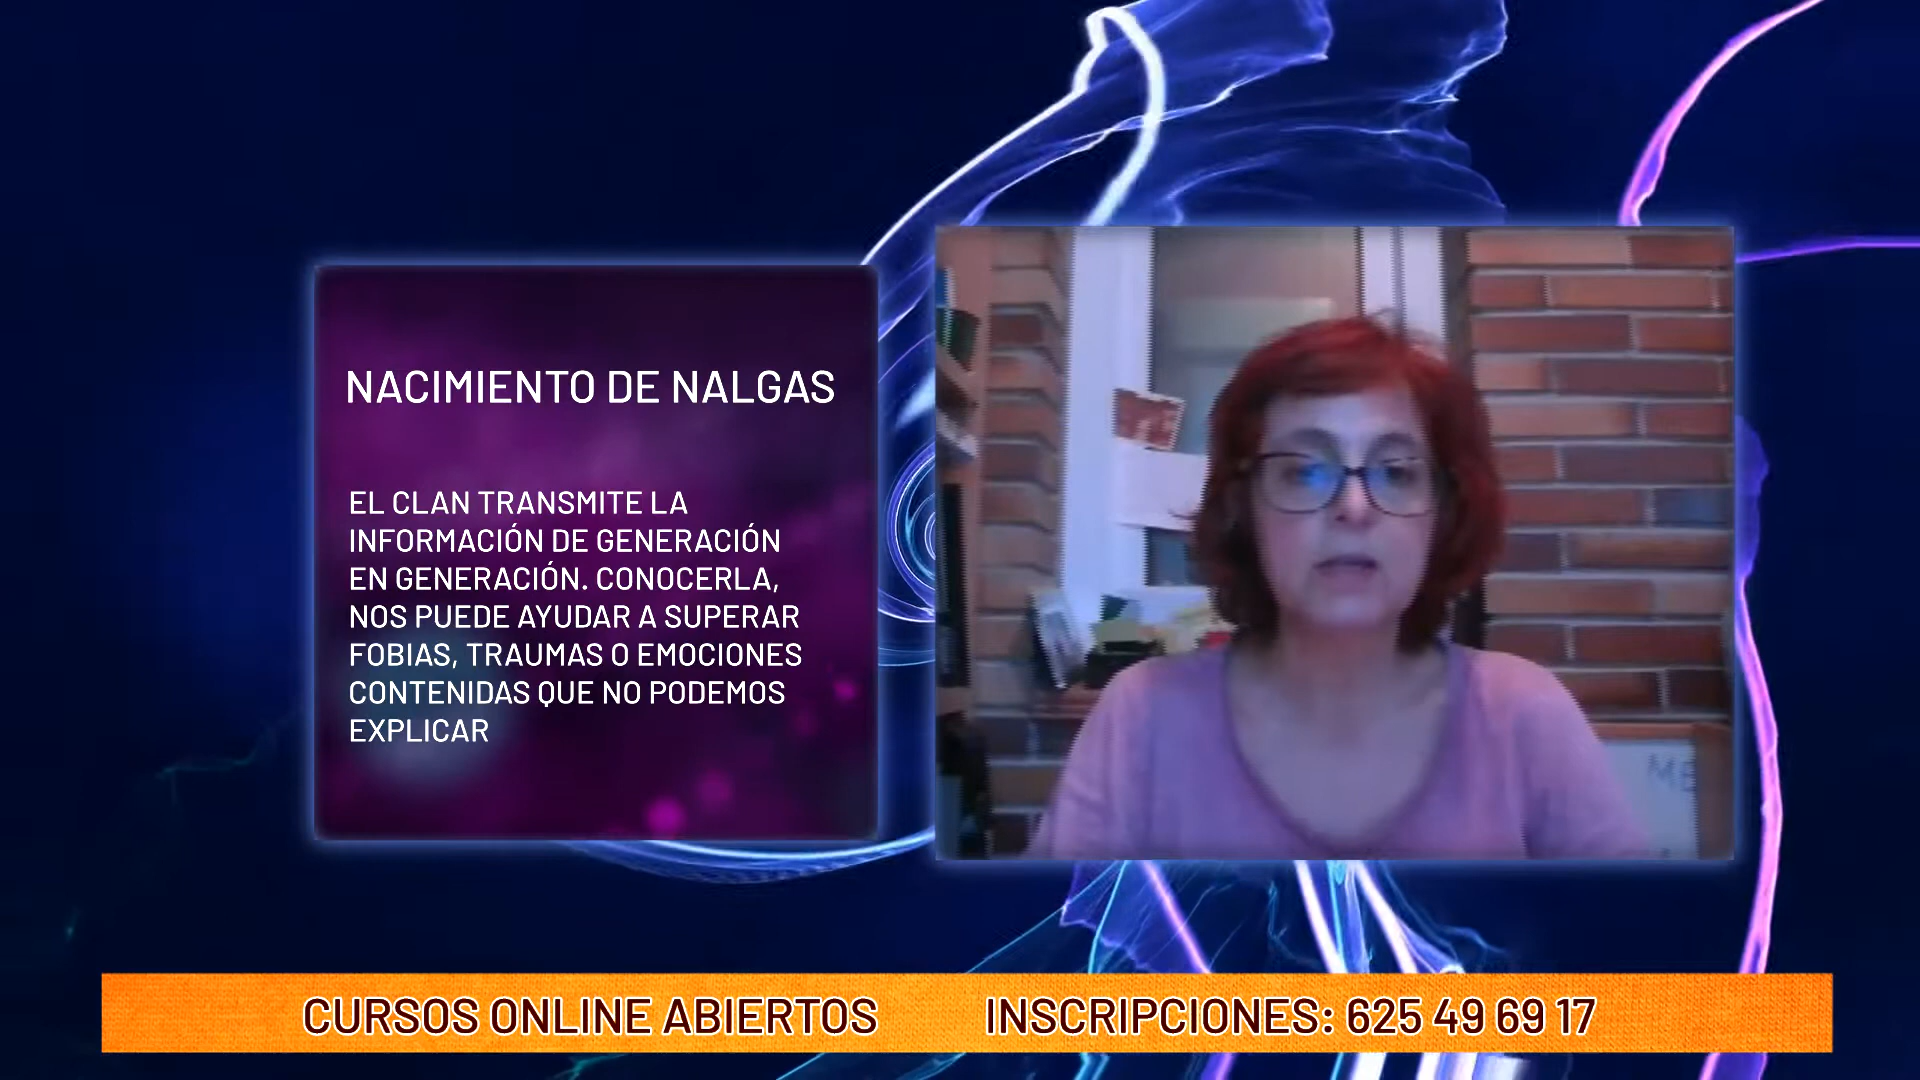 NACIMIENTO DE NALGAS
EL CLAN TRANSMITE LA
INFORMACIÓN DE GENERACIÓN
EN GENERACIÓN. CONOCERLA,
NOS PUEDE AYUDAR A SUPERAR
FOBIAS, TRAUMAS O EMOCIONES
CONTENIDAS QUE NO PODEMOS
EXPLICAR
ME
CURSOS ONLINE ABIERTOS INSCRIPCIONES: 625 49 69 17